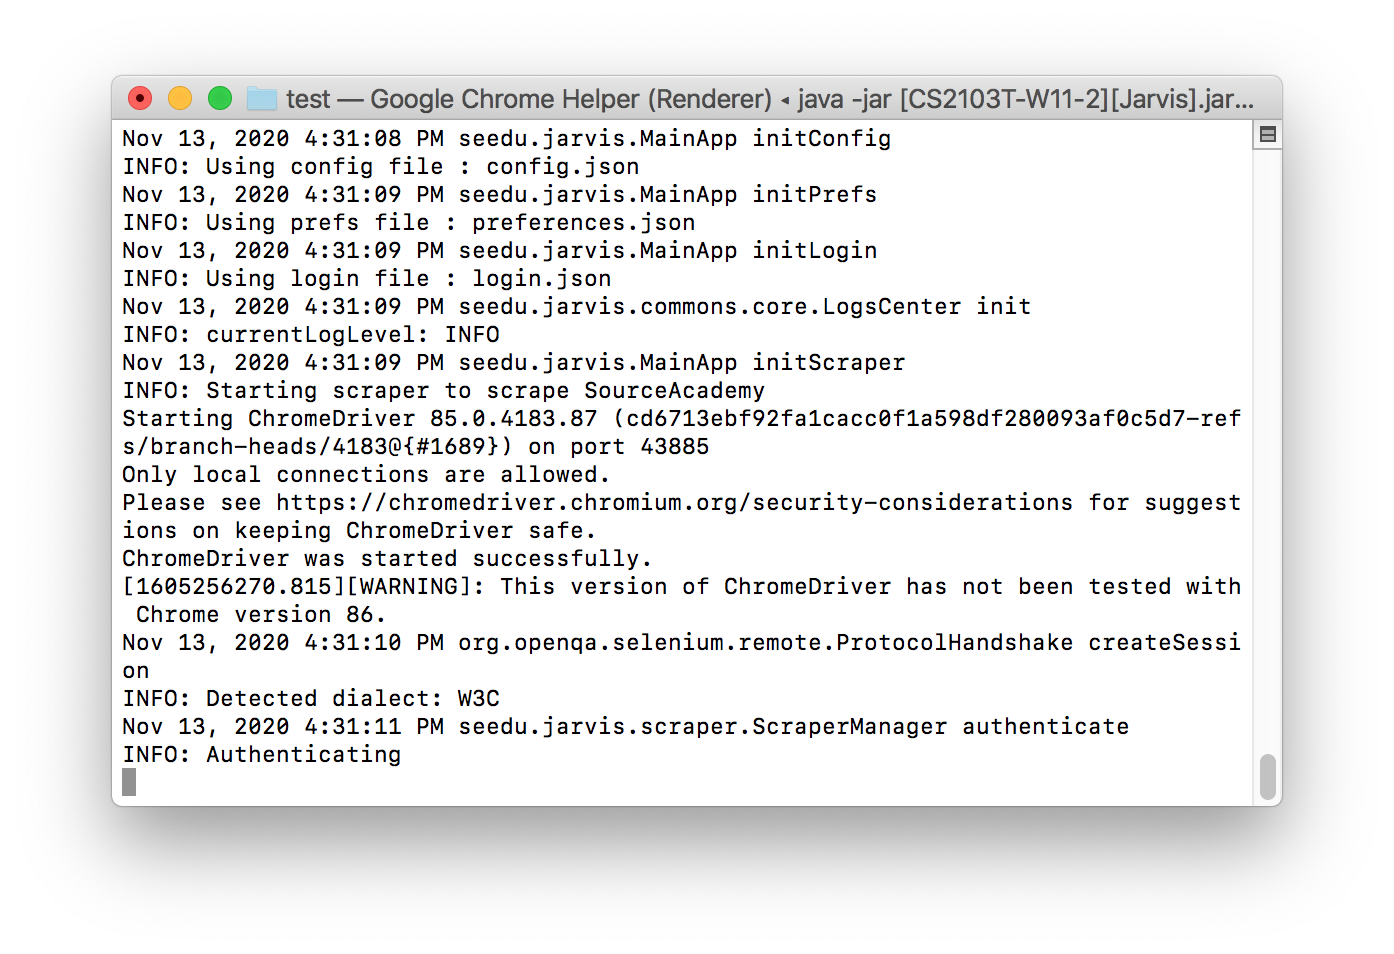 test — Google Chrome Helper (Renderer) ◂ java -jar [CS2103T-W11-2][Jarvis].jar...
Nov 13, 2020 4:31:08 PM seedu.jarvis.MainApp initConfig
INFO: Using config file : config.json
Nov 13, 2020 4:31:09 PM seedu.jarvis.MainApp initPrefs
INFO: Using prefs file : preferences.json
Nov 13, 2020 4:31:09 PM seedu.jarvis.MainApp initLogin
INFO: Using login file : login.json
Nov 13, 2020 4:31:09 PM seedu.jarvis.commons.core.LogsCenter init
INFO: currentLogLevel: INFO
Nov 13, 2020 4:31:09 PM seedu.jarvis.MainApp initScraper
INFO: Starting scraper to scrape SourceAcademy
Starting ChromeDriver 85.0.4183.87 (cd6713ebf92fa1cacc0f1a598df280093af0c5d7-ref
s/branch-heads/4183@{#1689}) on port 43885
Only local connections are allowed.
Please see https://chromedriver.chromium.org/security-considerations for suggest
ions on keeping ChromeDriver safe.
ChromeDriver was started successfully.
[1605256270.815][WARNING]: This version of ChromeDriver has not been tested with
 Chrome version 86.
Nov 13, 2020 4:31:10 PM org.openqa.selenium.remote.ProtocolHandshake createSessi
on
INFO: Detected dialect: W3C
Nov 13, 2020 4:31:11 PM seedu.jarvis.scraper.ScraperManager authenticate
INFO: Authenticating